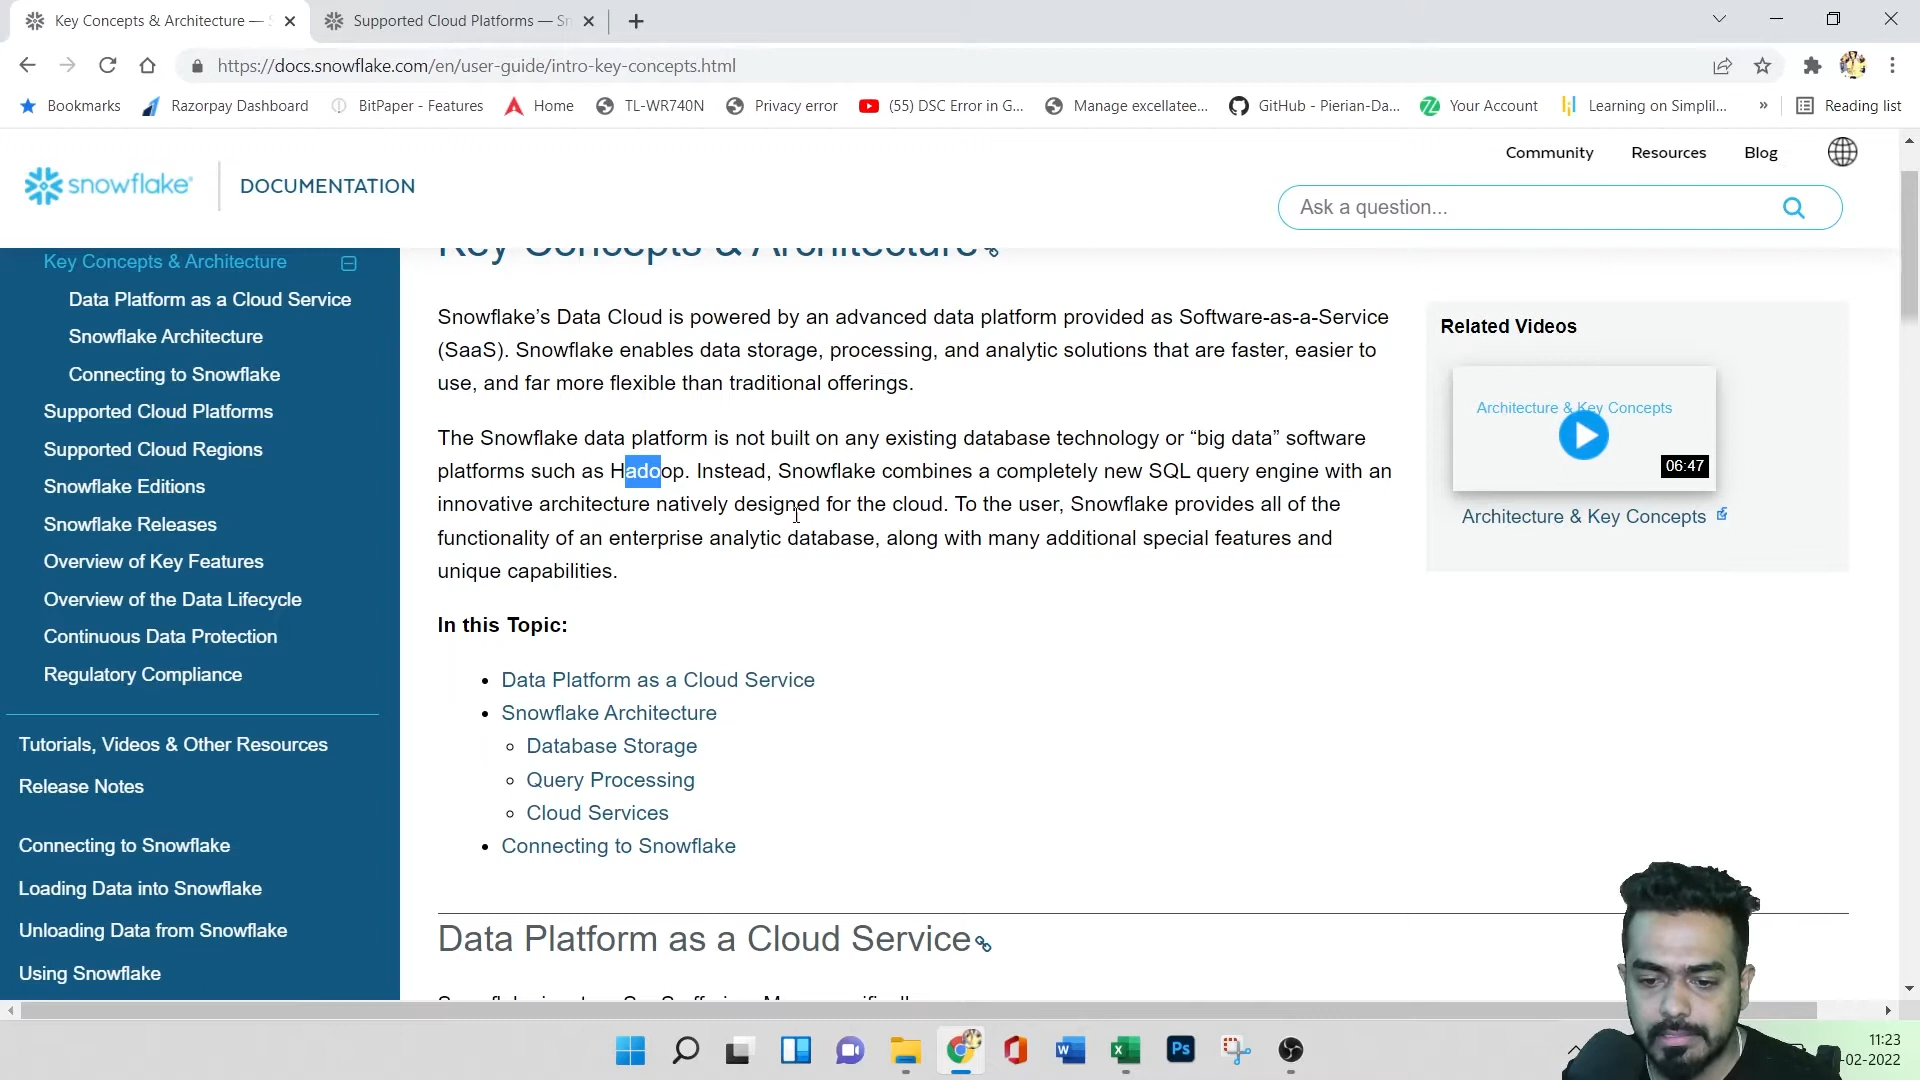 Key Concepts & Architecture —
Supported Cloud Platforms — Sn
https://docs.snowflake.com/en/user-guide/intro-key-concepts.html
Bookmarks
Razorpay Dashboard
BitPaper - Features
Home
TL-WR740N
Privacy error
(55) DSC Error in G...
Manage excellatee...
GitHub - Pierian-Da...
Your Account
Learning on Simplil...
»
Reading list
Community
Resources
Blog
snowflake
DOCUMENTATION
Ask a question...
Key Concepts & Architecture
Data Platform as a Cloud Service
Snowflake Architecture
Connecting to Snowflake
Supported Cloud Platforms
Supported Cloud Regions
Snowflake Editions
Snowflake Releases
Overview of Key Features
Overview of the Data Lifecycle
Continuous Data Protection
Regulatory Compliance
Tutorials, Videos & Other Resources
Release Notes
Connecting to Snowflake
Loading Data into Snowflake
Unloading Data from Snowflake
Using Snowflake
Key Concepts & Architecture
Snowflake’s Data Cloud is powered by an advanced data platform provided as Software-as-a-Service
(SaaS). Snowflake enables data storage, processing, and analytic solutions that are faster, easier to
use, and far more flexible than traditional offerings.
The Snowflake data platform is not built on any existing database technology or “big data” software
platforms such as Hadoop. Instead, Snowflake combines a completely new SQL query engine with an
innovative architecture natively designed for the cloud. To the user, Snowflake provides all of the
functionality of an enterprise analytic database, along with many additional special features and
unique capabilities.
In this Topic:
Data Platform as a Cloud Service
Snowflake Architecture
Database Storage
Query Processing
Cloud Services
Connecting to Snowflake
Data Platform as a Cloud Service
Related Videos
Architecture & Key Concepts
06:47
Architecture & Key Concepts
W
X
Ps
11:23
-02-2022